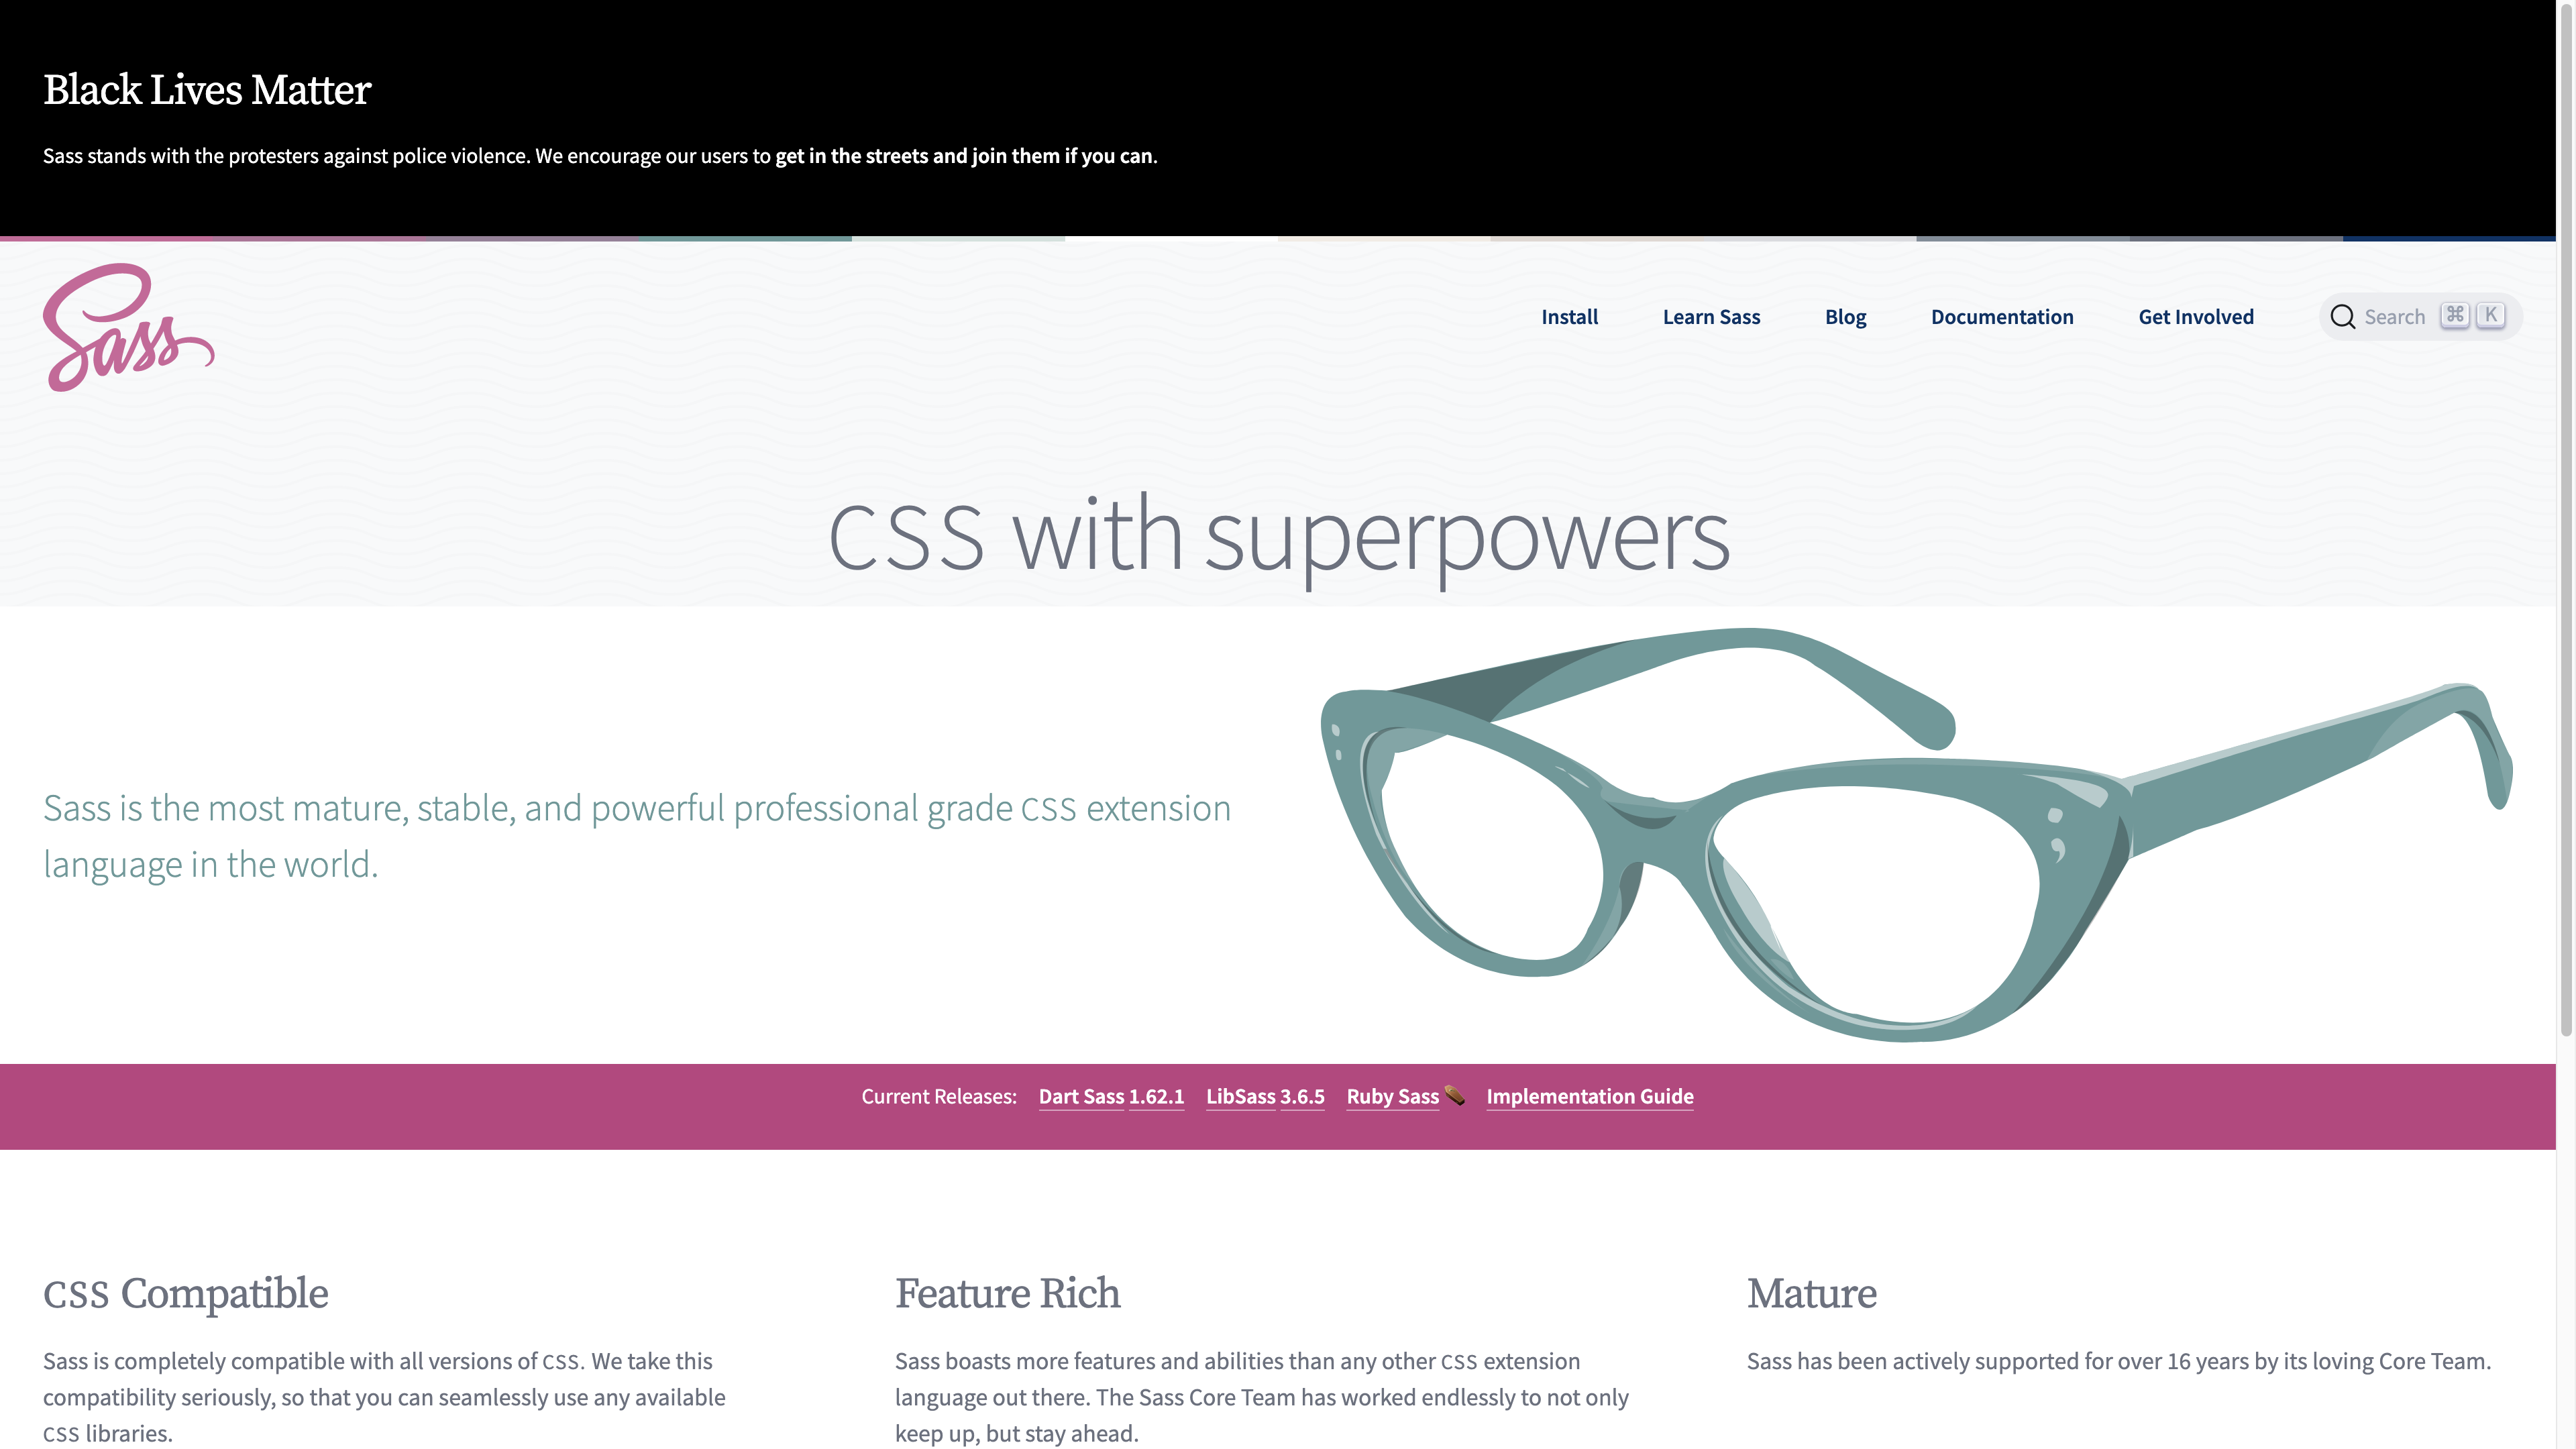 Black Lives Matter
Sass stands with the protesters against police violence. We encourage our users to get in the streets and join them if you can.
Sass
Install Learn Sass Blog Documentation Get Involved Search ⌘ K
CSS with superpowers
Sass is the most mature, stable, and powerful professional grade CSS extension
language in the world.
Current Releases: Dart Sass 1.62.1 LibSass 3.6.5 Ruby Sass Implementation Guide
CSS Compatible
Sass is completely compatible with all versions of CSS. We take this
compatibility seriously, so that you can seamlessly use any available
CSS libraries.
Feature Rich
Sass boasts more features and abilities than any other CSS extension
language out there. The Sass Core Team has worked endlessly to not only
keep up, but stay ahead.
Mature
Sass has been actively supported for over 16 years by its loving Core Team.